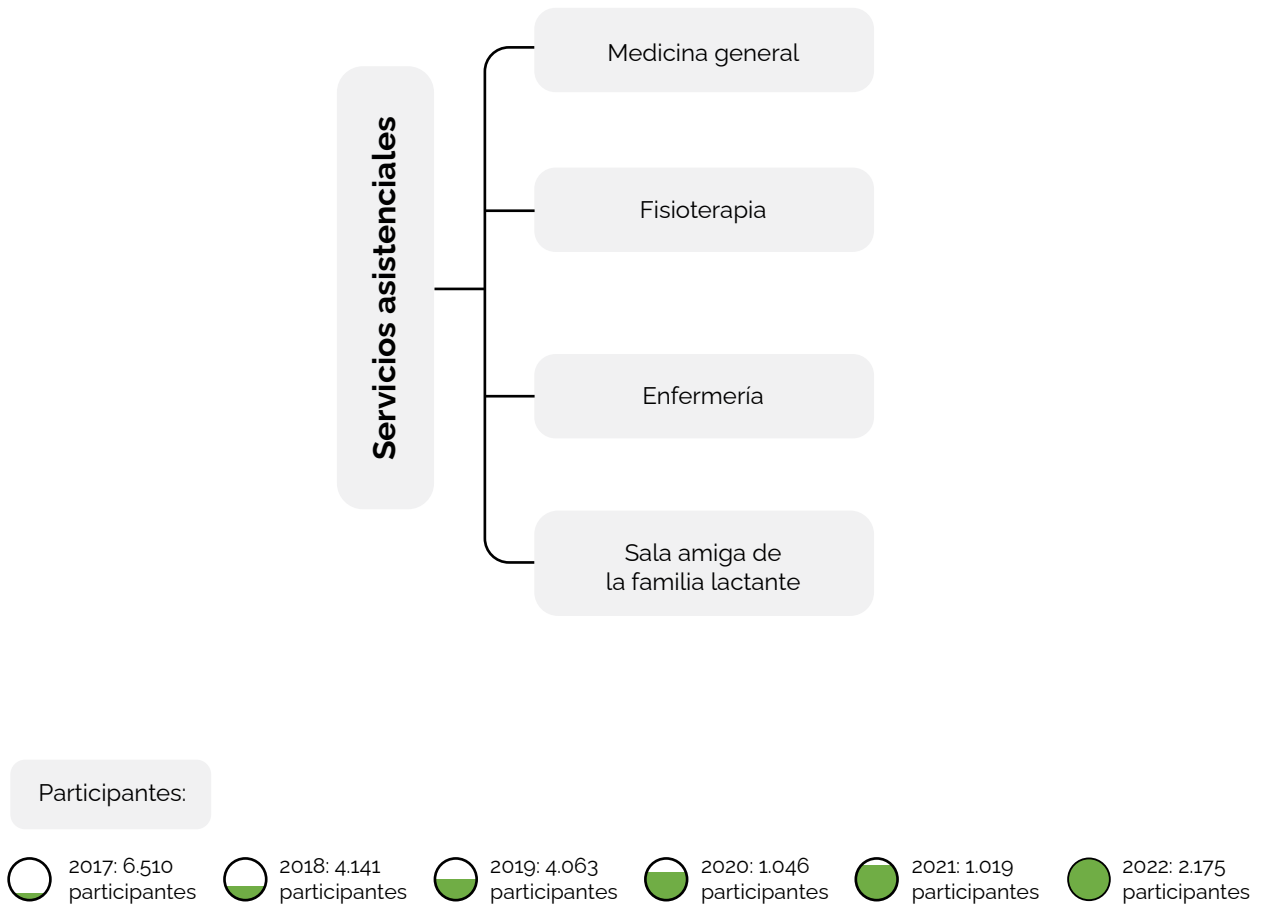 Servicios asistenciales
Medicina general
Fisioterapia
Enfermería
Sala amiga de
la familia lactante
Participantes:
2017: 6.510
participantes
2018: 4.141
participantes
2019: 4.063
participantes
2020: 1.046
participantes
2021: 1.019
participantes
2022: 2.175
participantes